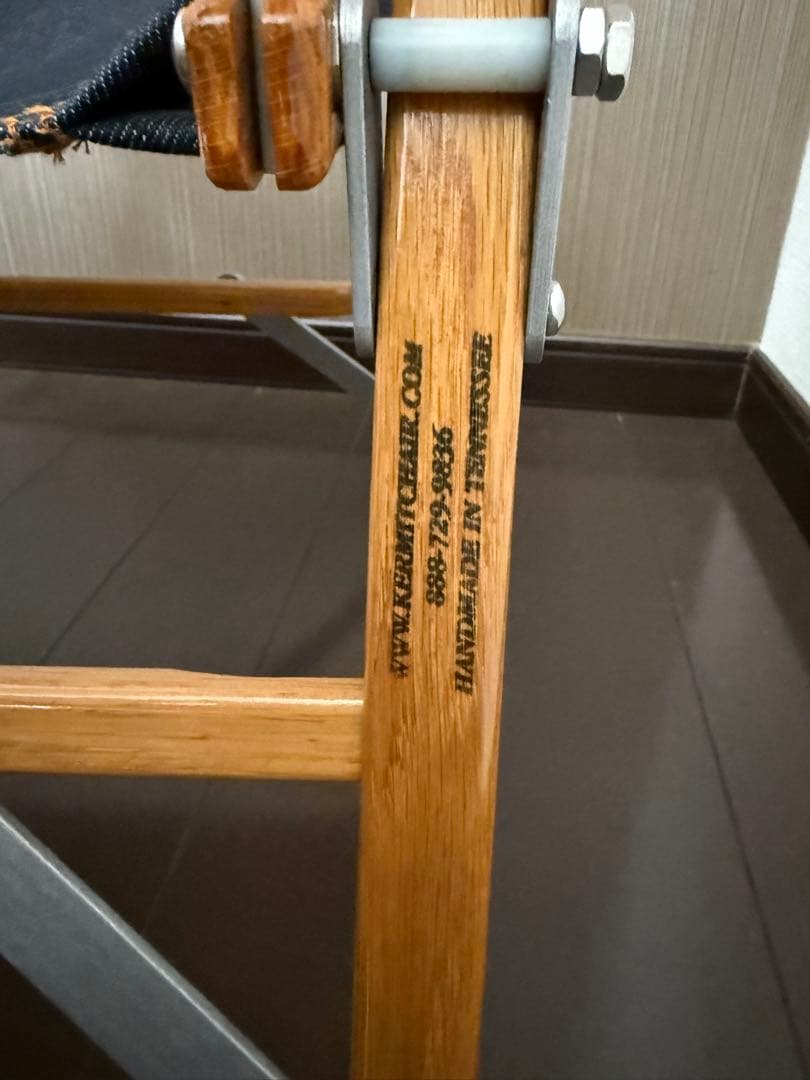 WWW.KERMITCHAIR.COM
888-729-9836
HANDMADE IN TENNESSEE